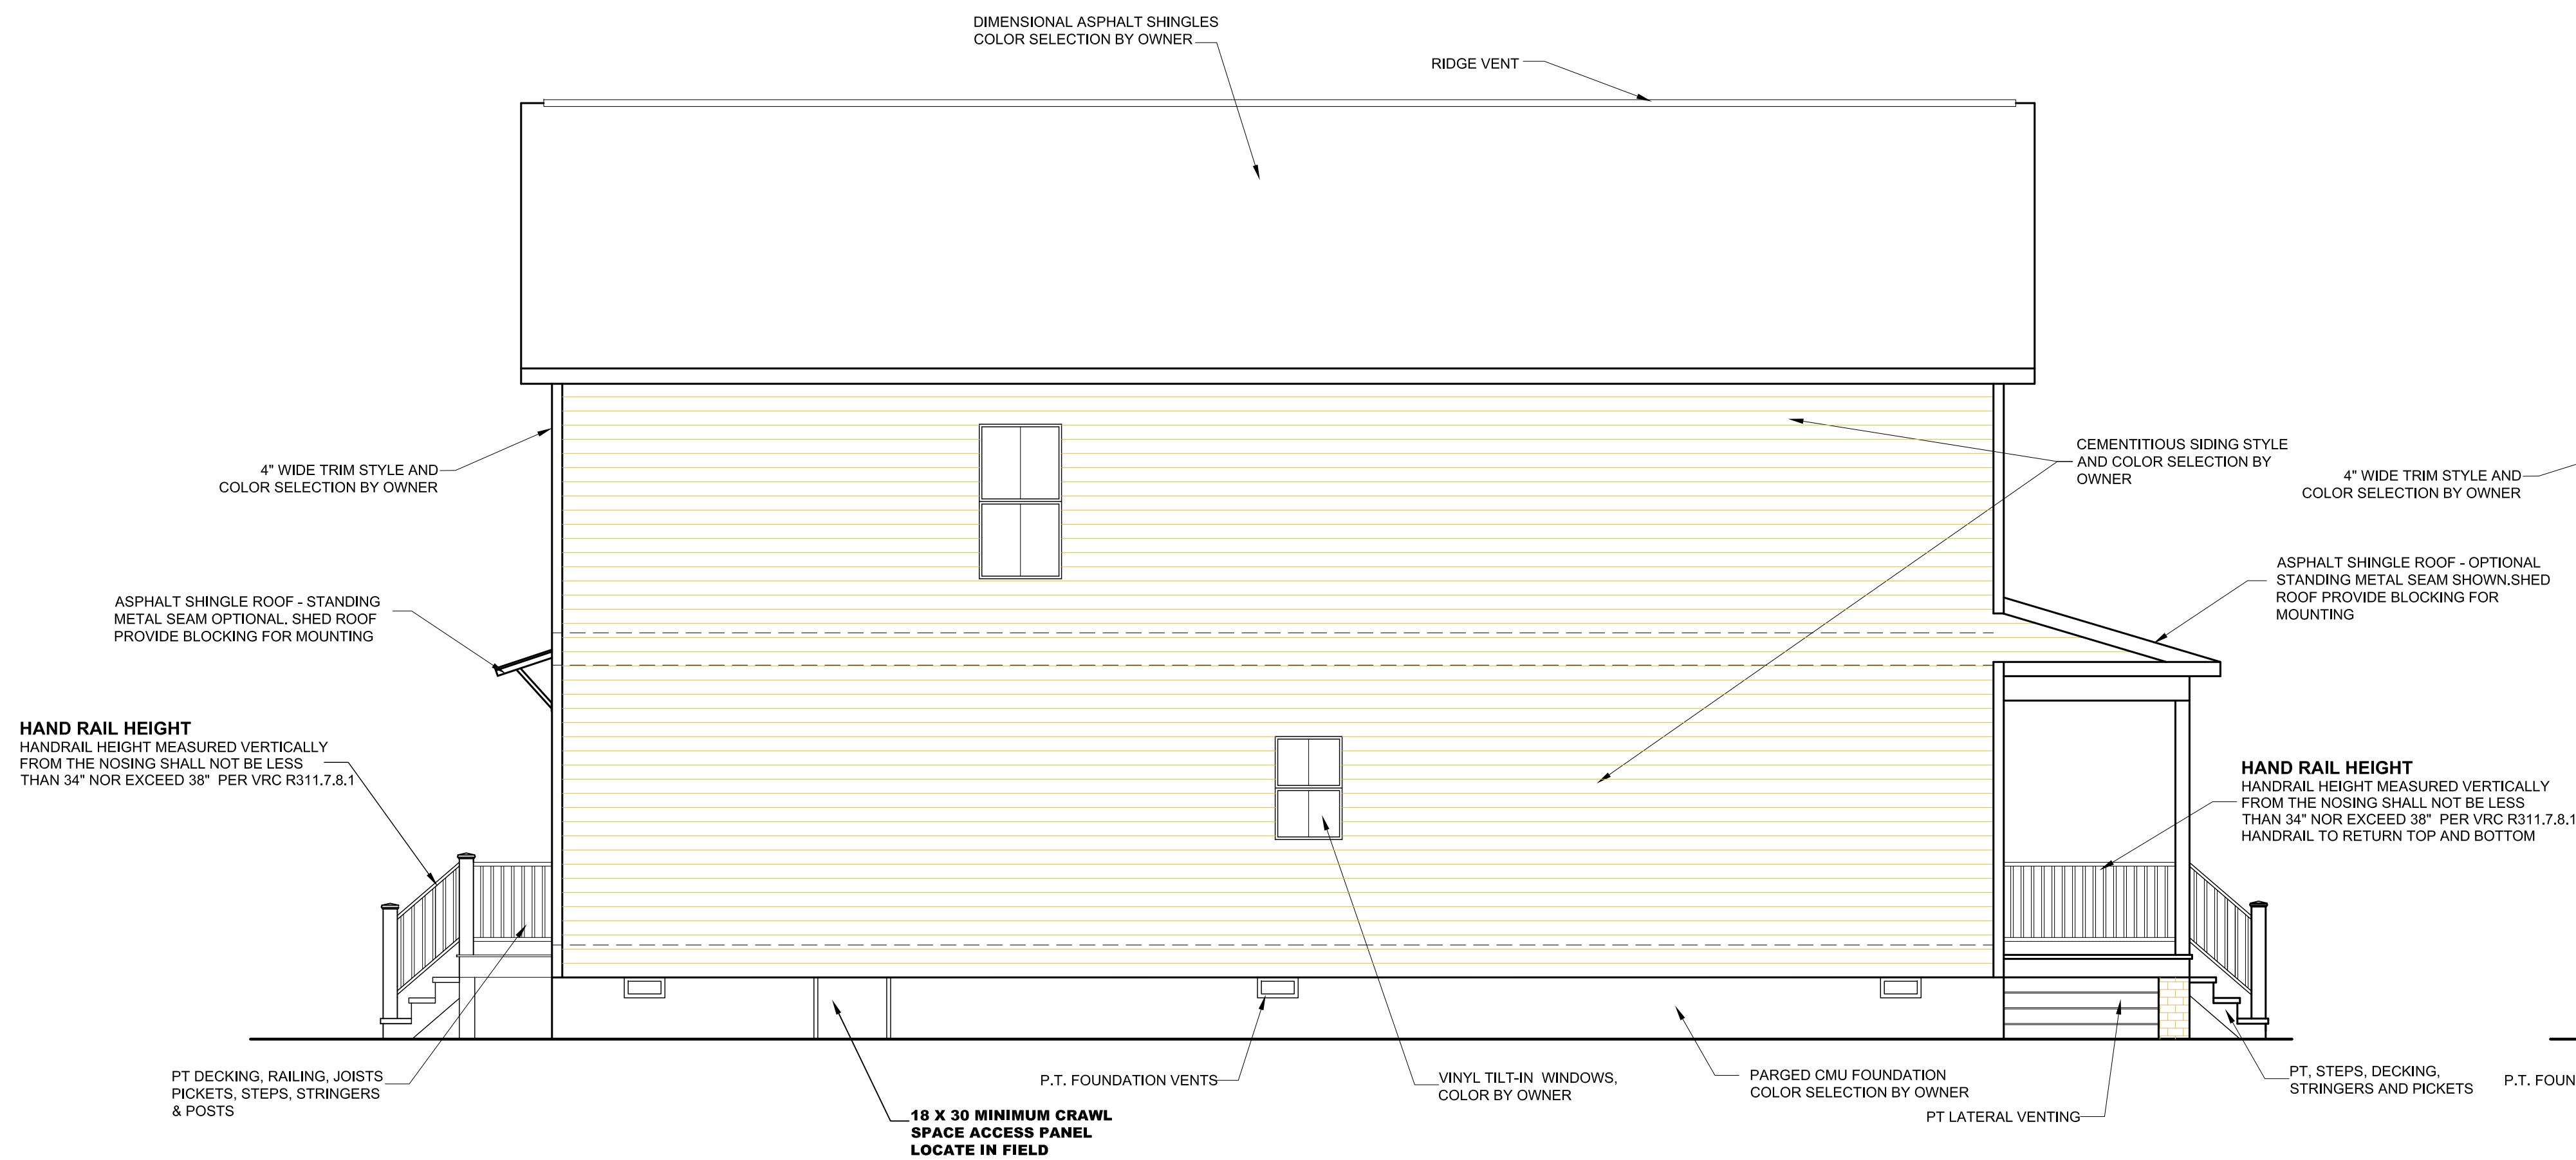 DIMENSIONAL ASPHALT SHINGLES
COLOR SELECTION BY OWNER
RIDGE VENT
4" WIDE TRIM STYLE AND
COLOR SELECTION BY OWNER
CEMENTITIOUS SIDING STYLE
AND COLOR SELECTION BY
OWNER
4" WIDE TRIM STYLE AND
COLOR SELECTION BY OWNER
ASPHALT SHINGLE ROOF - STANDING
METAL SEAM OPTIONAL. SHED ROOF
PROVIDE BLOCKING FOR MOUNTING
ASPHALT SHINGLE ROOF - OPTIONAL
STANDING METAL SEAM SHOWN.SHED
ROOF PROVIDE BLOCKING FOR
MOUNTING
HAND RAIL HEIGHT
HANDRAIL HEIGHT MEASURED VERTICALLY
FROM THE NOSING SHALL NOT BE LESS
THAN 34" NOR EXCEED 38" PER VRC R311.7.8.1
HAND RAIL HEIGHT
HANDRAIL HEIGHT MEASURED VERTICALLY
FROM THE NOSING SHALL NOT BE LESS
THAN 34" NOR EXCEED 38" PER VRC R311.7.8.1
HANDRAIL TO RETURN TOP AND BOTTOM
PT DECKING, RAILING, JOISTS
PICKETS, STEPS, STRINGERS
& POSTS
18 X 30 MINIMUM CRAWL
SPACE ACCESS PANEL
LOCATE IN FIELD
P.T. FOUNDATION VENTS
VINYL TILT-IN WINDOWS,
COLOR BY OWNER
PARGED CMU FOUNDATION
COLOR SELECTION BY OWNER
PT LATERAL VENTING
PT, STEPS, DECKING,
STRINGERS AND PICKETS
P.T. FOUN